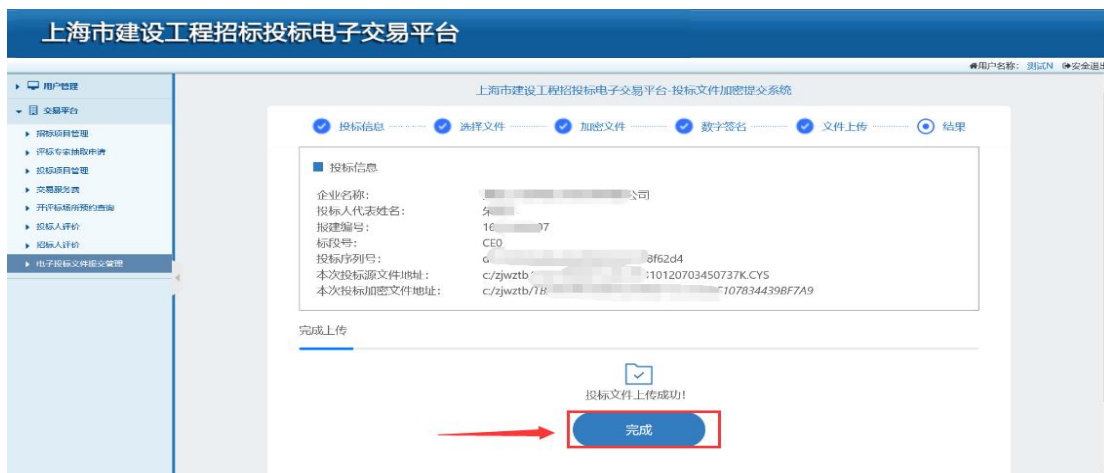 上海市建设工程招标投标电子交易平台
用户名称: 测试N 安全退出
用户管理
交易平台
招标项目管理
评标专家抽取申请
投标项目管理
交易服务费
开评标场所预约查询
投标人评价
招标人评价
电子投标文件提交管理
上海市建设工程招投标电子交易平台-投标文件加密提交系统
投标信息 选择文件 加密文件 数字签名 文件上传 结果
投标信息
企业名称: 公司
投标人代表姓名: 朱
报建编号: 16 07
标段号: CE0
投标序列号: d 8f62d4
本次投标源文件地址: c:/zjwztb 10120703450737K.CYS
本次投标加密文件地址: c:/zjwztb/1B 107834439BF7A9
完成上传
投标文件上传成功!
完成